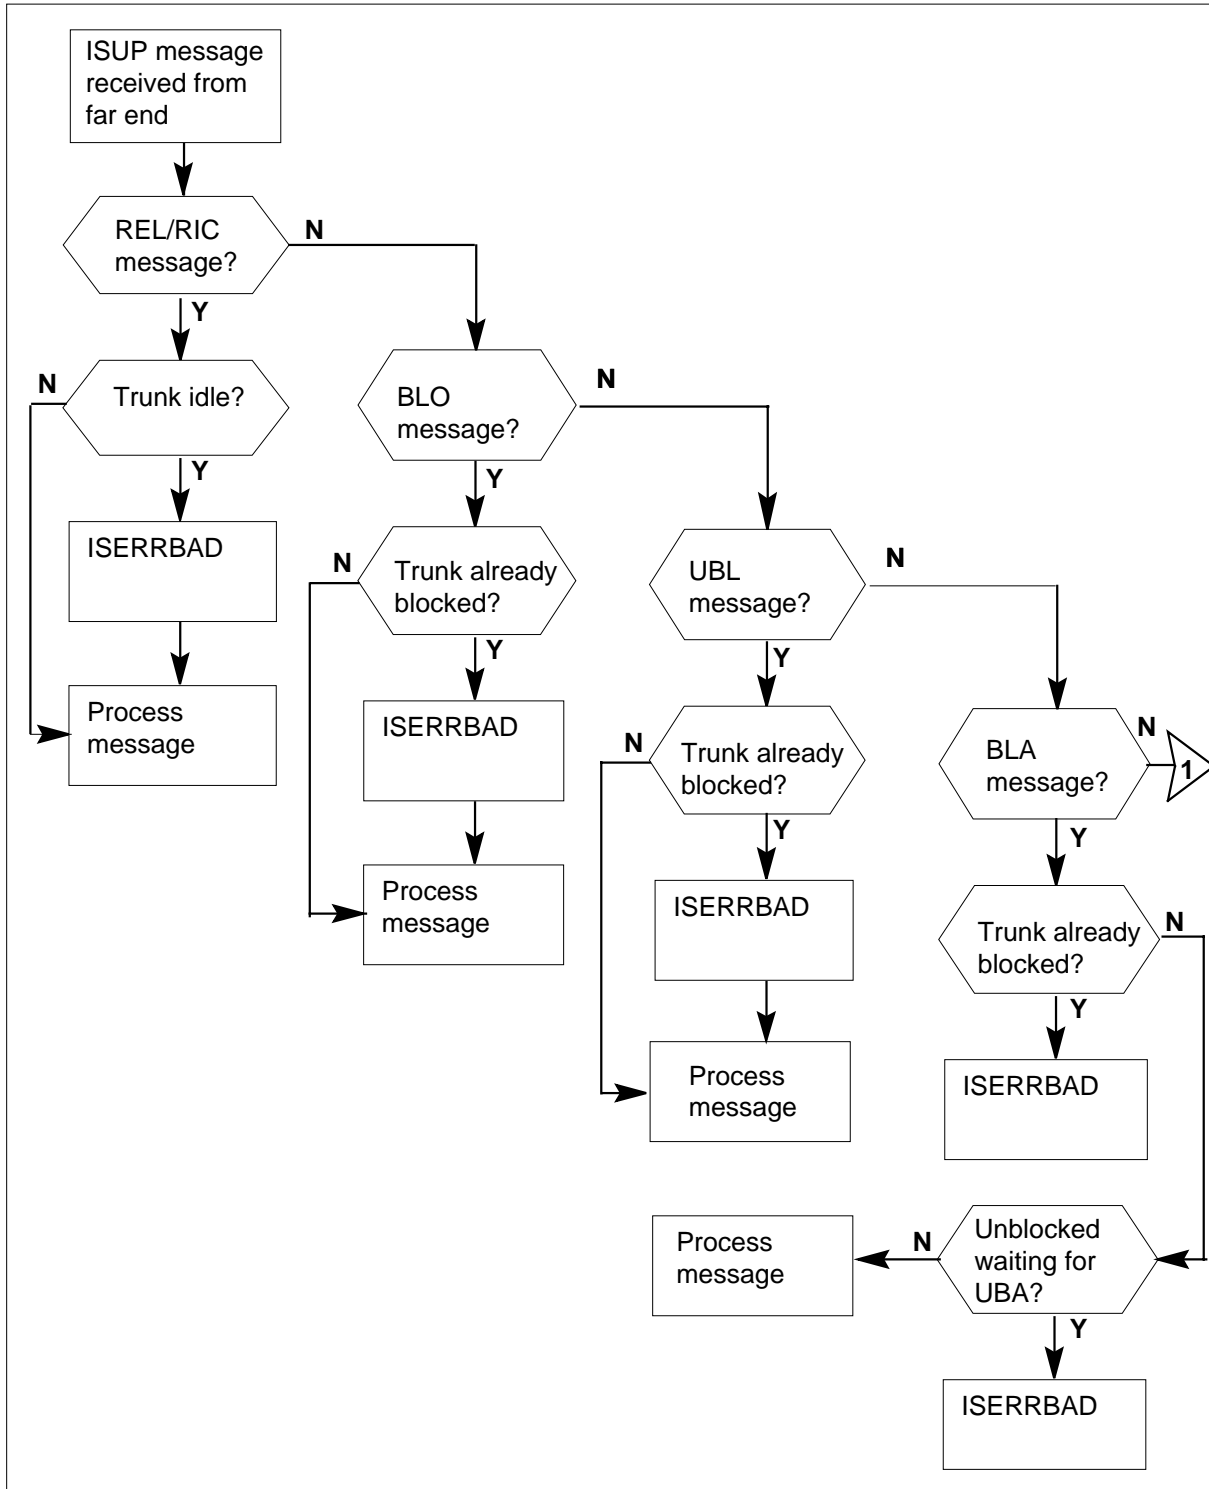 ISUP message
received from
far end
REL/RIC
message?
N
Y
Trunk idle?
N
Y
ISERRBAD
Process
message
BLO
message?
N
Y
Trunk already
blocked?
N
Y
ISERRBAD
Process
message
UBL
message?
N
Y
Trunk already
blocked?
N
Y
ISERRBAD
Process
message
BLA
message?
N
1
Y
Trunk already
blocked?
N
Y
ISERRBAD
Unblocked
waiting for
UBA?
N
Process
message
Y
ISERRBAD